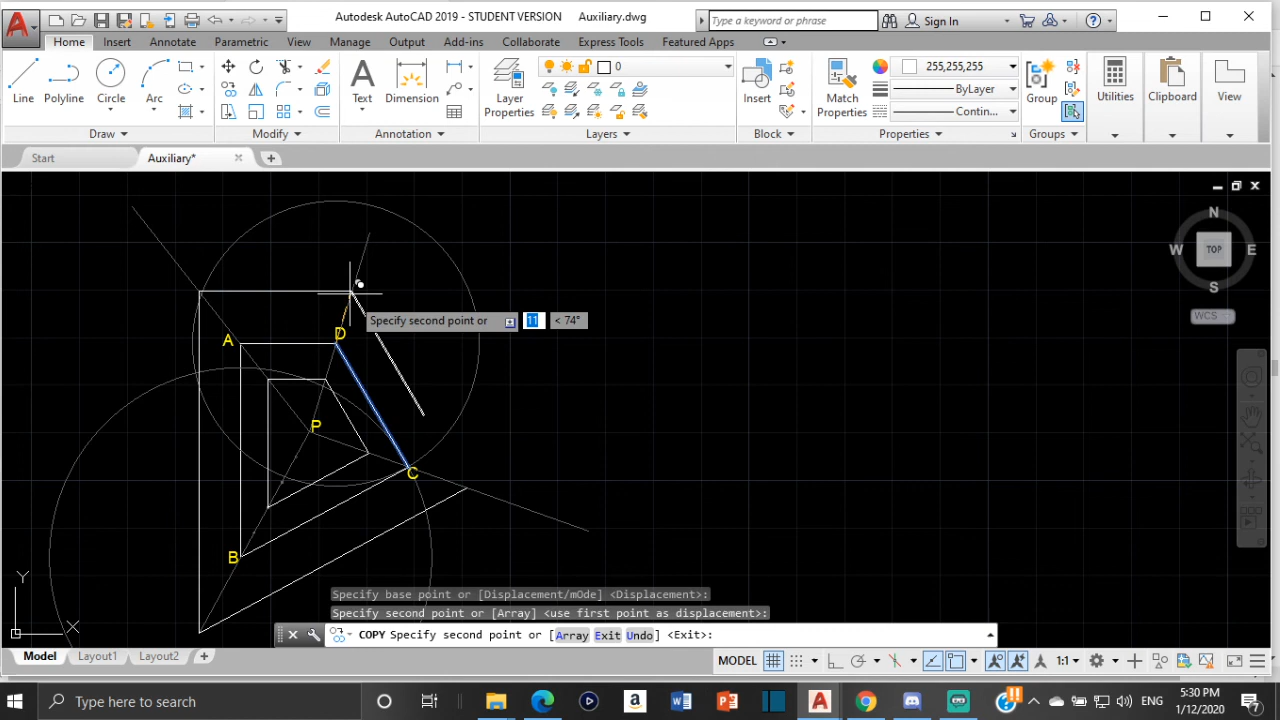 A Autodesk AutoCAD 2019 - STUDENT VERSION Auxiliary.dwg Type a keyword or phrase Sign In
Home Insert Annotate Parametric View Manage Output Add-ins Collaborate Express Tools Featured Apps
0 255,255,255
ByLayer
Contin...
Line Polyline Circle Arc Text Dimension Layer Properties Insert Match Properties Group Utilities Clipboard View
Draw Modify Annotation Layers Block Properties Groups
Start Auxiliary*
N
W TOP E
S
WCS
Specify second point or 11 < 74°
D
A
P
C
B
Y
X
Specify base point or [Displacement/mOde] <Displacement>:
Specify second point or [Array] <use first point as displacement>:
COPY Specify second point or [Array Exit Undo] <Exit>:
Model Layout1 Layout2 + MODEL 1:1
Type here to search ENG 5:30 PM
1/12/2020